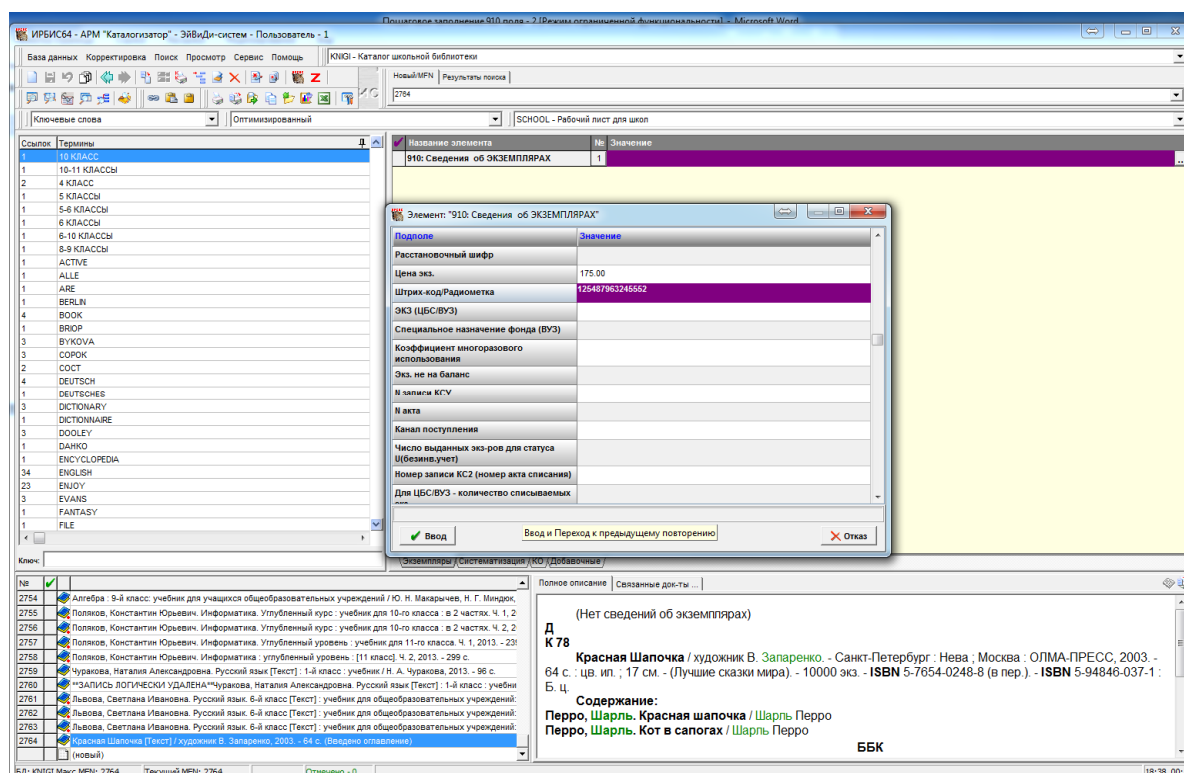 Пошаговое заполнение 910 поля - 2 [Режим ограниченной функциональности] - Microsoft Word
ИРБИС64 - АРМ "Каталогизатор" - ЭйВиДи-систем - Пользователь - 1
База данных Корректировка Поиск Просмотр Сервис Помощь
KNIGI - Каталог школьной библиотеки
Новый/MFN Результаты поиска
2764
Ключевые слова
Оптимизированный
SCHOOL - Рабочий лист для школ
Ссылок Термины
1 10 КЛАСС
1 10-11 КЛАССЫ
2 4 КЛАСС
1 5 КЛАССЫ
1 5-6 КЛАССЫ
1 6 КЛАССЫ
1 6-10 КЛАССЫ
1 8-9 КЛАССЫ
1 ACTIVE
1 ALLE
1 ARE
1 BERLIN
4 BOOK
1 BRIOP
3 BYKOVA
3 COPOK
2 COCT
4 DEUTSCH
1 DEUTSCHES
3 DICTIONARY
1 DICTIONNAIRE
3 DOOLEY
1 DAHKO
1 ENCYCLOPEDIA
34 ENGLISH
23 ENJOY
3 EVANS
1 FANTASY
1 FILE
Ключ:
Название элемента № Значение
910: Сведения об ЭКЗЕМПЛЯРАХ 1
Элемент: "910: Сведения об ЭКЗЕМПЛЯРАХ"
Подполе Значение
Расстановочный шифр
Цена экз. 175.00
Штрих-код/Радиометка 125487963245552
ЭКЗ (ЦБС/ВУЗ)
Специальное назначение фонда (ВУЗ)
Коэффициент многоразового
использования
Экз. не на баланс
N записи КСУ
N акта
Канал поступления
Число выданных экз-ров для статуса
U(безинв.учет)
Номер записи КС2 (номер акта списания)
Для ЦБС/ВУЗ - количество списываемых
Ввод
Ввод и Переход к предыдущему повторению
Отказ
Экземпляры Систематизация КО Добавочные
№
2754 Алгебра : 9-й класс: учебник для учащихся общеобразовательных учреждений / Ю. Н. Макарычев, Н. Г. Миндюк,
2755 Поляков, Константин Юрьевич. Информатика. Углубленный курс : учебник для 10-го класса : в 2 частях. Ч. 1, 2
2756 Поляков, Константин Юрьевич. Информатика. Углубленный курс : учебник для 10-го класса : в 2 частях. Ч. 2, 2
2757 Поляков, Константин Юрьевич. Информатика. Углубленный уровень : учебник для 11-го класса. Ч. 1, 2013. - 239
2758 Поляков, Константин Юрьевич. Информатика : углубленный уровень : [11 класс]. Ч. 2, 2013. - 299 с.
2759 Чуракова, Наталия Александровна. Русский язык [Текст] : 1-й класс : учебник / Н. А. Чуракова, 2013. - 96 с.
2760 **ЗАПИСЬ ЛОГИЧЕСКИ УДАЛЕНА**Чуракова, Наталия Александровна. Русский язык [Текст] : 1-й класс : учебни
2761 Львова, Светлана Ивановна. Русский язык. 6-й класс [Текст] : учебник для общеобразовательных учреждений:
2762 Львова, Светлана Ивановна. Русский язык. 6-й класс [Текст] : учебник для общеобразовательных учреждений:
2763 Львова, Светлана Ивановна. Русский язык. 6-й класс [Текст] : учебник для общеобразовательных учреждений:
2764 Красная Шапочка [Текст] / художник В. Запаренко, 2003. - 64 с. (Введено оглавление)
(новый)
Полное описание Связанные док-ты ...
(Нет сведений об экземплярах)
Д
К 78
Красная Шапочка / художник В. Запаренко. - Санкт-Петербург : Нева ; Москва : ОЛМА-ПРЕСС, 2003. -
64 с. : цв. ил. ; 17 см. - (Лучшие сказки мира). - 10000 экз. - ISBN 5-7654-0248-8 (в пер.). - ISBN 5-94846-037-1 :
Б. ц.
Содержание:
Перро, Шарль. Красная шапочка / Шарль Перро
Перро, Шарль. Кот в сапогах / Шарль Перро
ББК
БД: KNIGI Макс MFN: 2764 Текущий MFN: 2764 Отмечено - 0